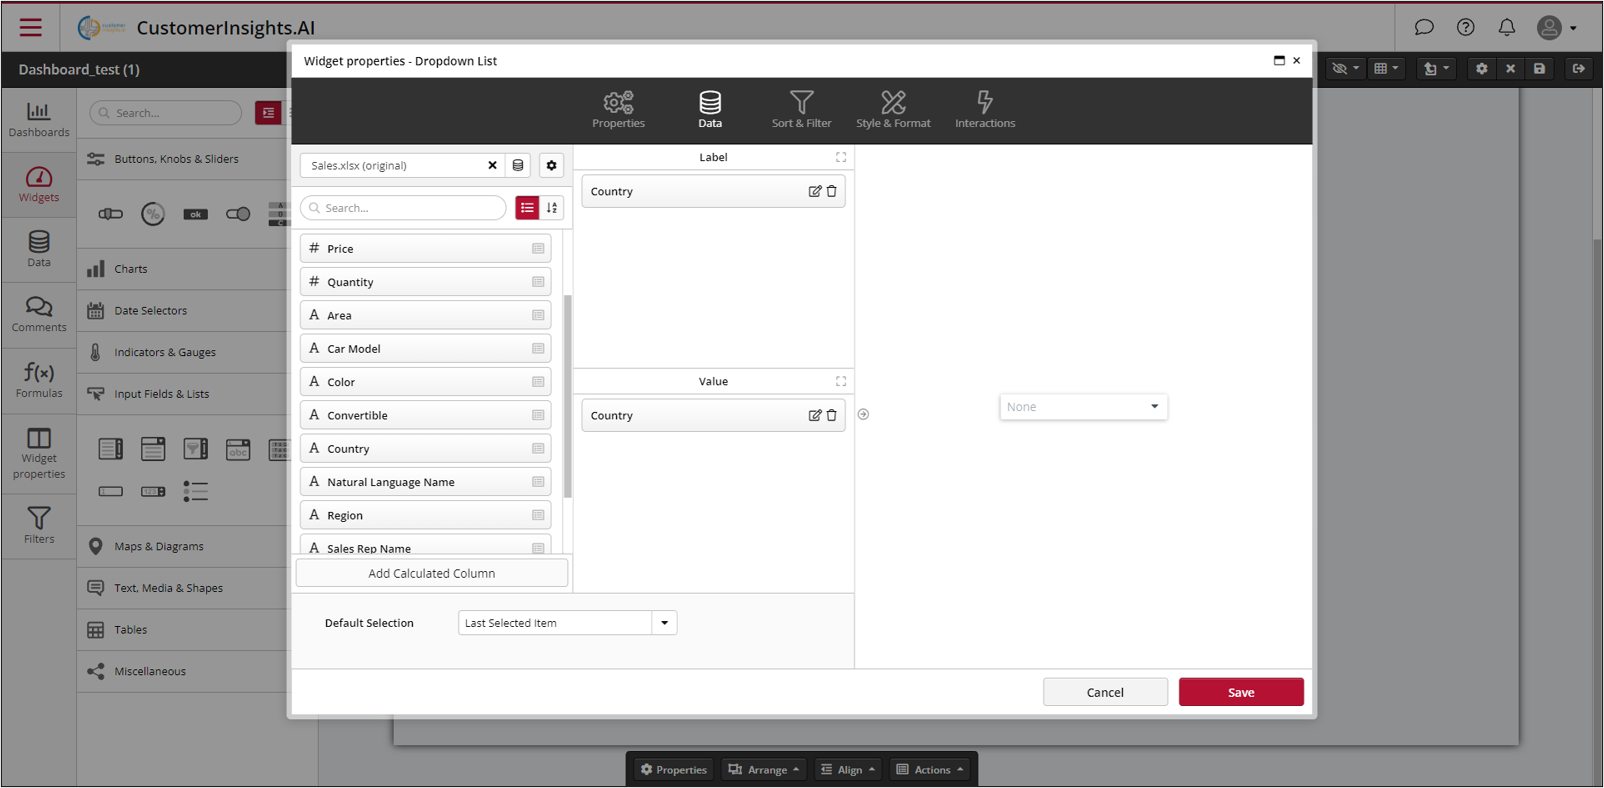 CustomerInsights.AI
Dashboard_test (1)
Dashboards
Widgets
Data
Comments
Formulas
Widget
properties
Filters
Search...
Buttons, Knobs & Sliders
ok
Charts
Date Selectors
Indicators & Gauges
Input Fields & Lists
abc
Maps & Diagrams
Text, Media & Shapes
Tables
Miscellaneous
Widget properties - Dropdown List
Properties
Data
Sort & Filter
Style & Format
Interactions
Sales.xlsx (original)
Search...
# Price
# Quantity
A Area
A Car Model
A Color
A Convertible
A Country
A Natural Language Name
A Region
A Sales Rep Name
Add Calculated Column
Label
Country
Value
Country
None
Default Selection
Last Selected Item
Cancel
Save
Properties
Arrange
Align
Actions